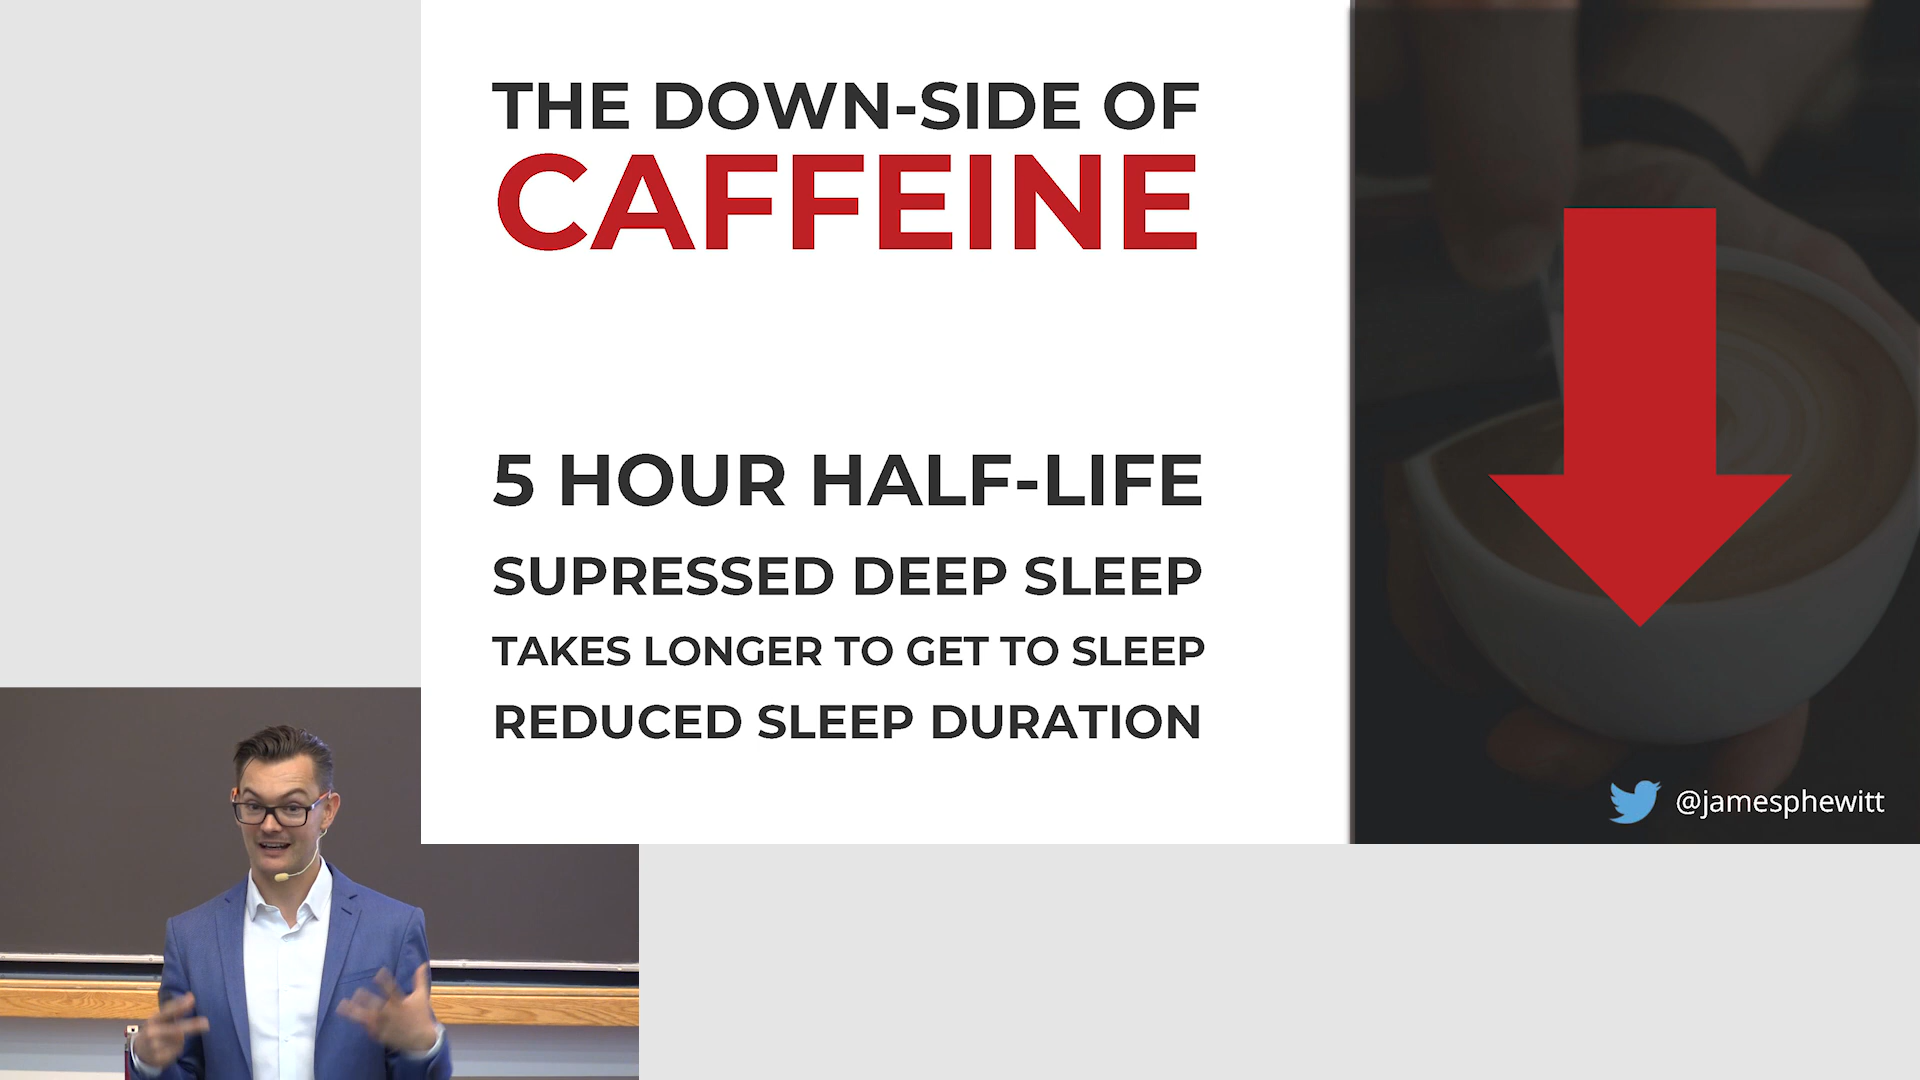 THE DOWN-SIDE OF
CAFFEINE
5 HOUR HALF-LIFE
SUPRESSED DEEP SLEEP
TAKES LONGER TO GET TO SLEEP
REDUCED SLEEP DURATION
@jamesphewitt